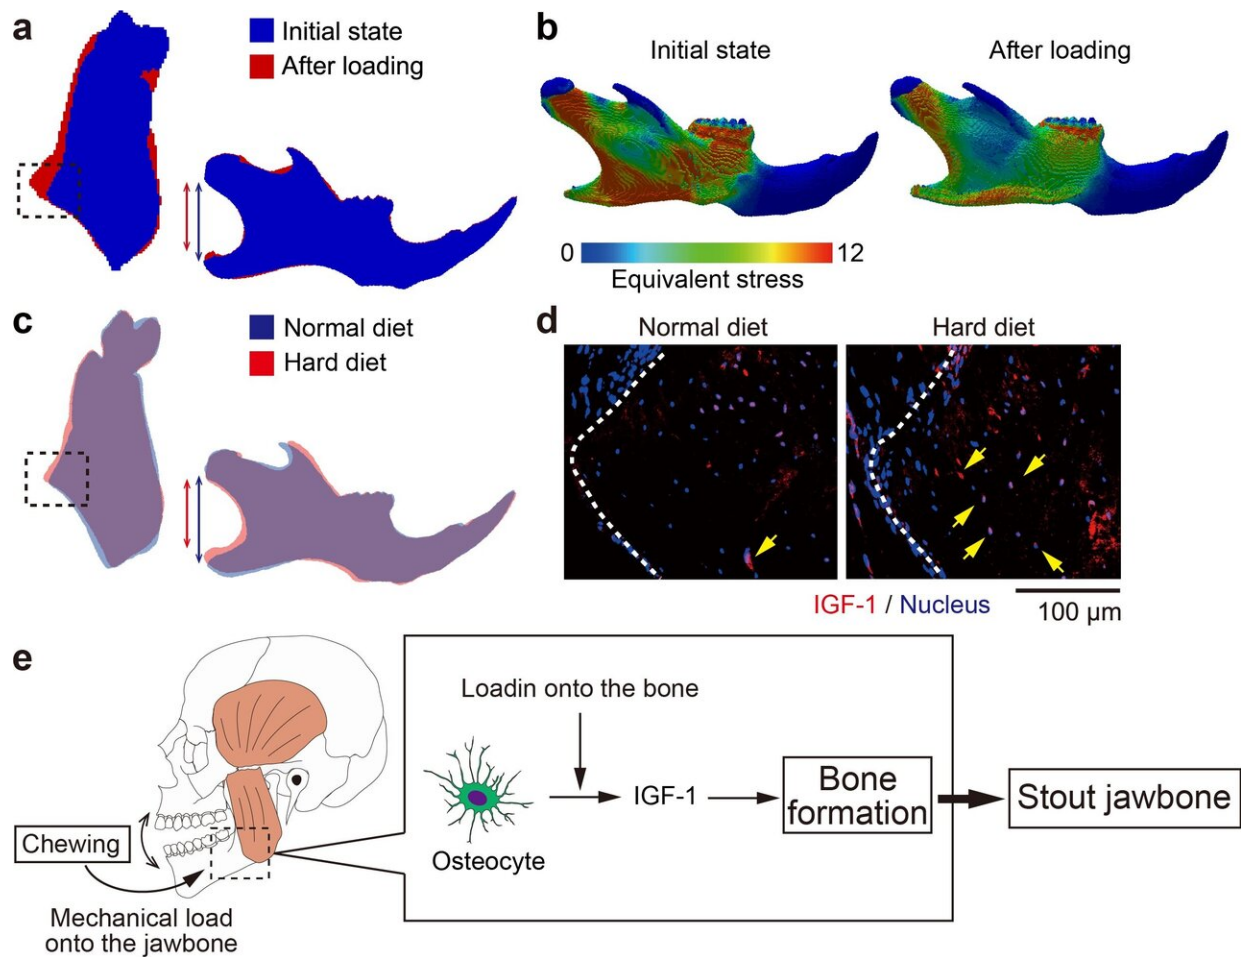 a
Initial state
After loading
b
Initial state
After loading
0
12
Equivalent stress
c
Normal diet
Hard diet
d
Normal diet
Hard diet
IGF-1 / Nucleus
100 µm
e
Chewing
Mechanical load
onto the jawbone
Loadin onto the bone
Osteocyte
IGF-1
Bone
formation
Stout jawbone